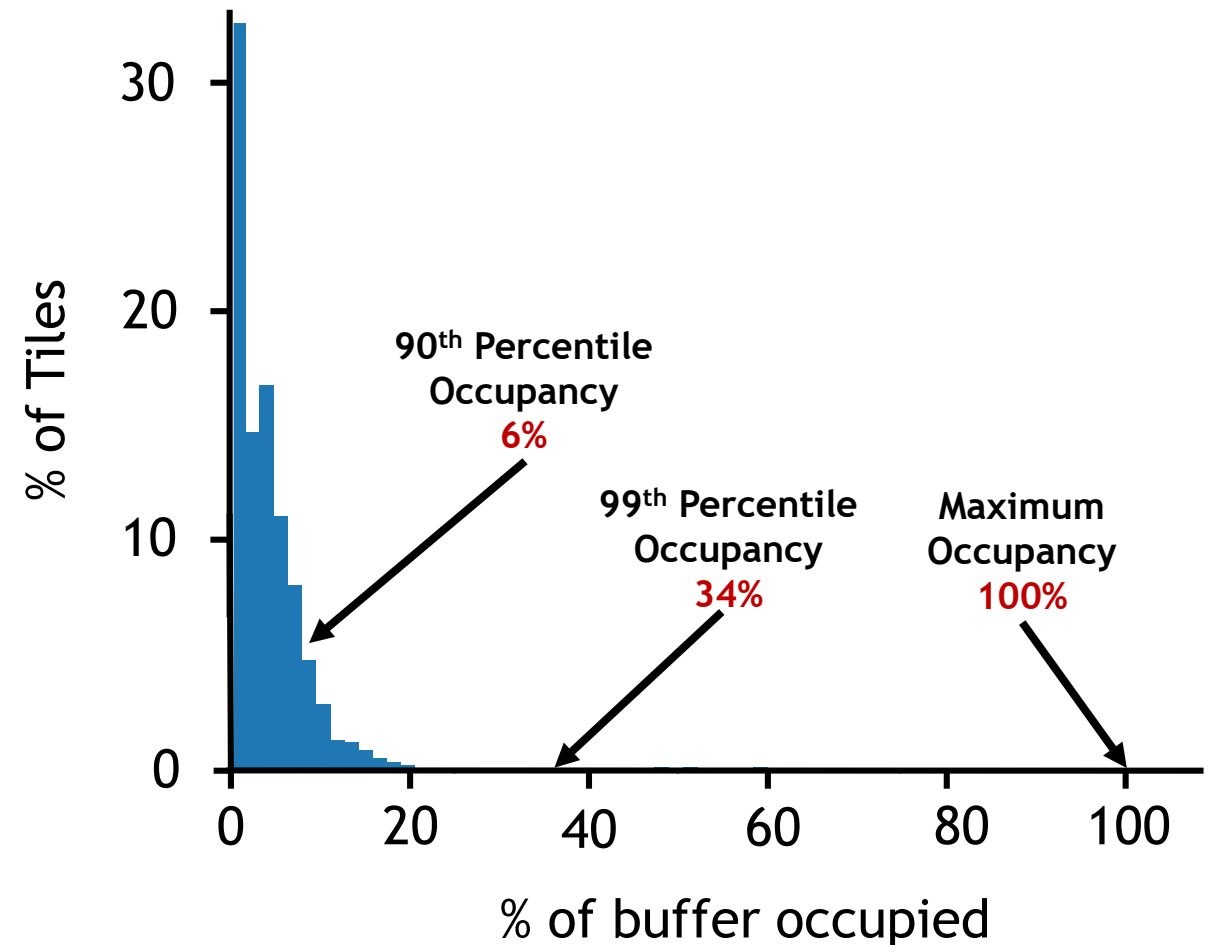 % of Tiles
30
20
10
0
90th Percentile
Occupancy
6%
99th Percentile
Occupancy
34%
Maximum
Occupancy
100%
0 20 40 60 80 100
% of buffer occupied